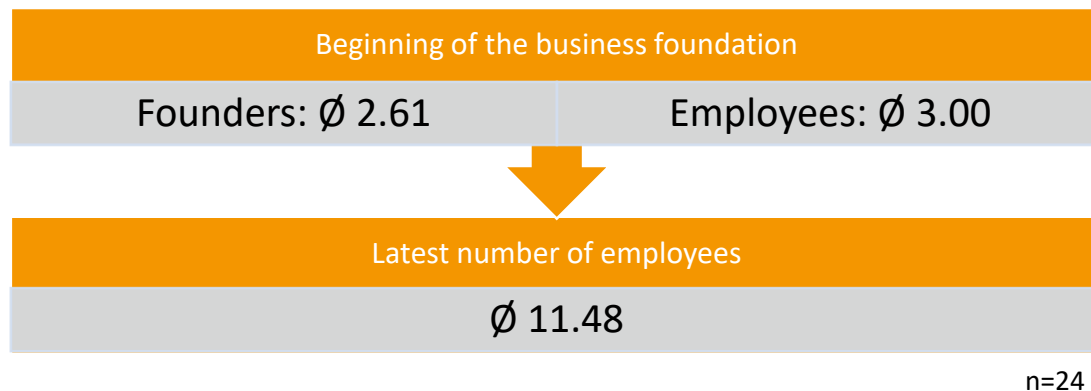 Beginning of the business foundation
Founders: Ø 2.61
Employees: Ø 3.00
Latest number of employees
Ø 11.48
n=24